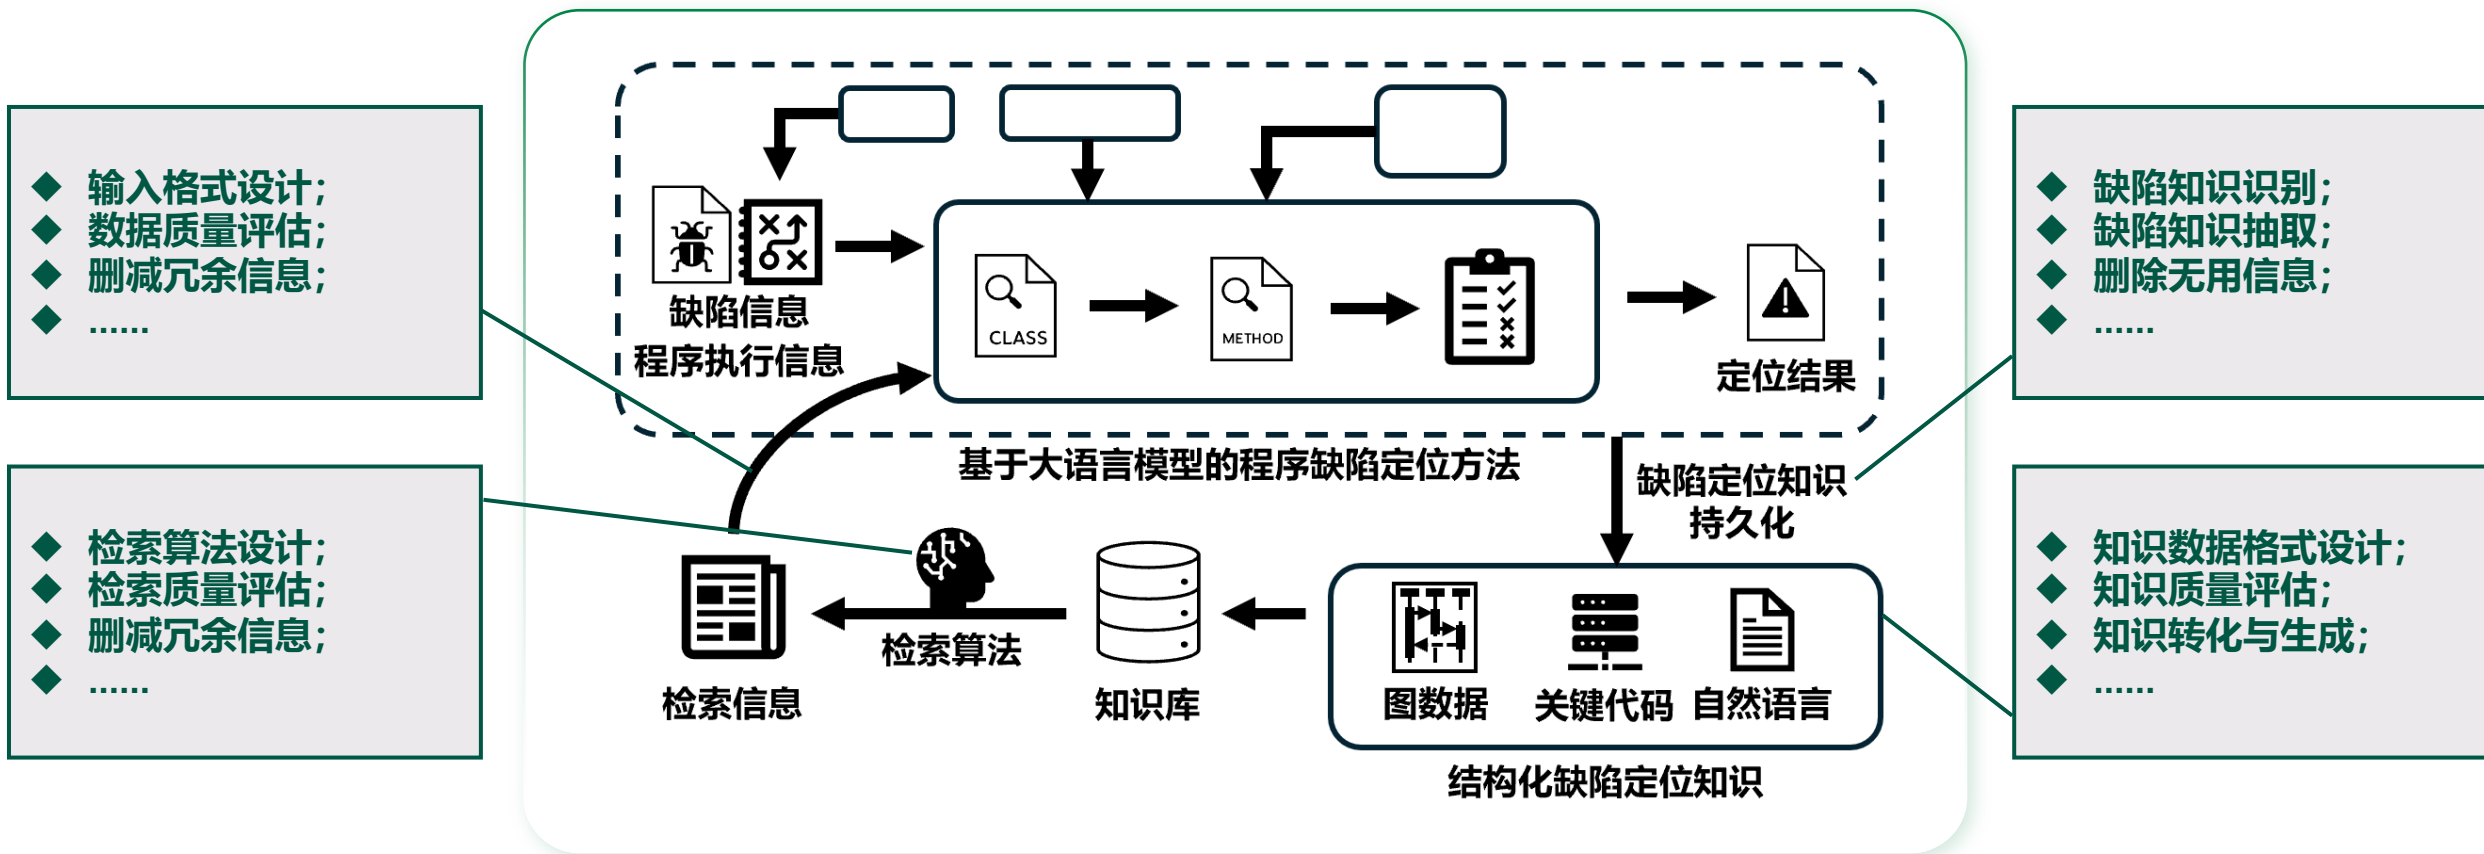 输入格式设计;
数据质量评估;
删减冗余信息;
......
检索算法设计;
检索质量评估;
删减冗余信息;
......
缺陷信息
程序执行信息
CLASS
METHOD
定位结果
基于大语言模型的程序缺陷定位方法
缺陷定位知识
持久化
检索信息
检索算法
知识库
图数据
关键代码
自然语言
结构化缺陷定位知识
缺陷知识识别;
缺陷知识抽取;
删除无用信息;
......
知识数据格式设计;
知识质量评估;
知识转化与生成;
......